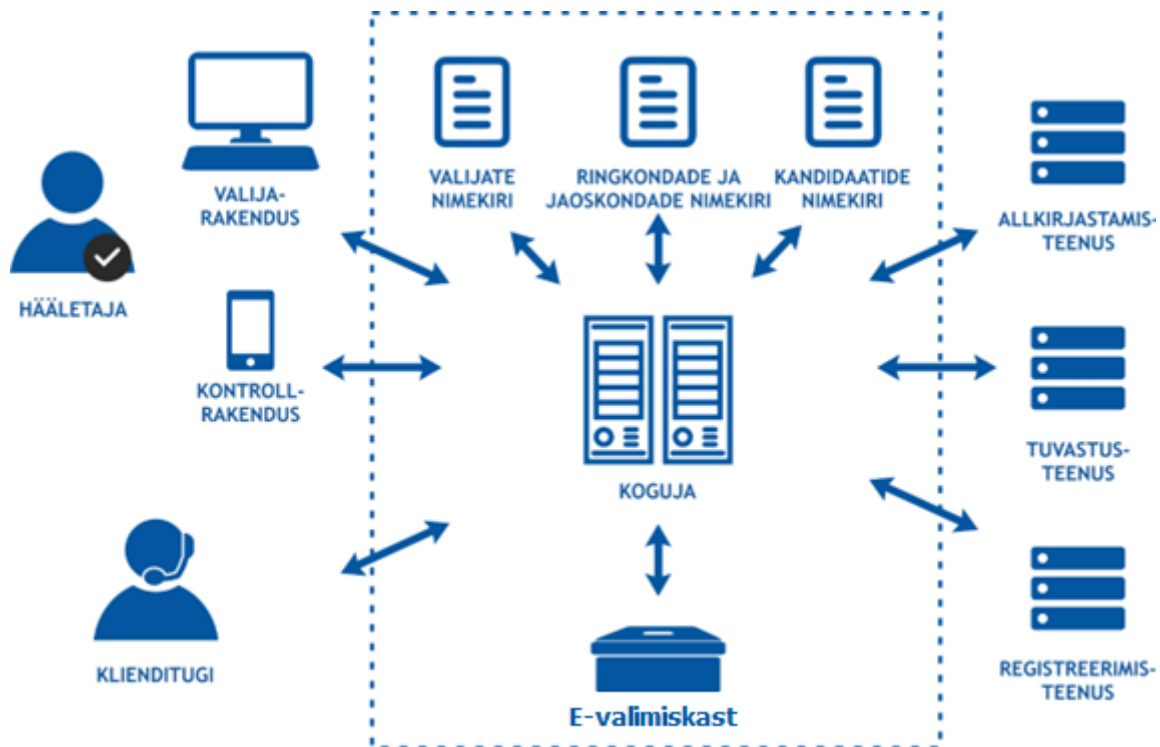 VALIJA-
RAKENDUS
HÄÄLETAJA
KONTROLL-
RAKENDUS
KLIENDITUGI
VALIJATE
NIMEKIRI
RINGKONDADE JA
JAOSKONDADE NIMEKIRI
KANDIDAATIDE
NIMEKIRI
KOGUJA
E-valimiskast
ALLKIRJASTAMIS-
TEENUS
TUVASTUS-
TEENUS
REGISTREERIMIS-
TEENUS